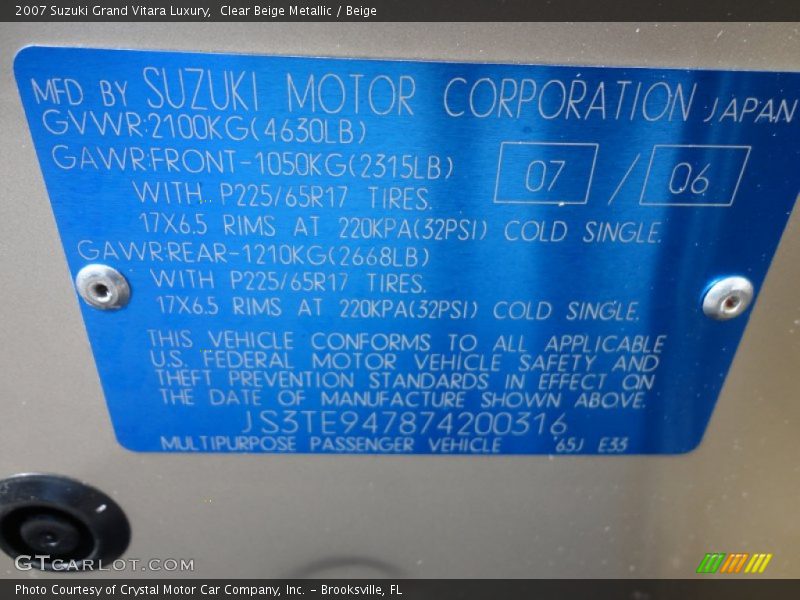 2007 Suzuki Grand Vitara Luxury,  Clear Beige Metallic / Beige
MFD BY SUZUKI MOTOR CORPORATION JAPAN
GVWR:2100KG(4630LB)
GAWR:FRONT-1050KG(2315LB)
07 / 06
WITH P225/65R17 TIRES.
17X6.5 RIMS AT 220KPA(32PSI) COLD SINGLE.
GAWR:REAR-1210KG(2668LB)
WITH P225/65R17 TIRES.
17X6.5 RIMS AT 220KPA(32PSI) COLD SINGLE.
THIS VEHICLE CONFORMS TO ALL APPLICABLE
U.S. FEDERAL MOTOR VEHICLE SAFETY AND
THEFT PREVENTION STANDARDS IN EFFECT ON
THE DATE OF MANUFACTURE SHOWN ABOVE.
JS3TE947874200316
MULTIPURPOSE PASSENGER VEHICLE '65J E33
GTCARLOT.COM
Photo Courtesy of Crystal Motor Car Company, Inc. – Brooksville, FL